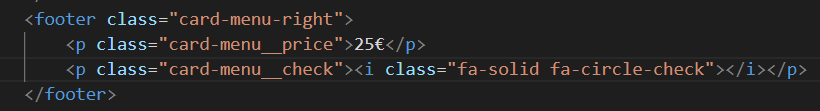 <footer class="card-menu-right">
<p class="card-menu__price">25€</p>
<p class="card-menu__check"><i class="fa-solid fa-circle-check"></i></p>
</footer>